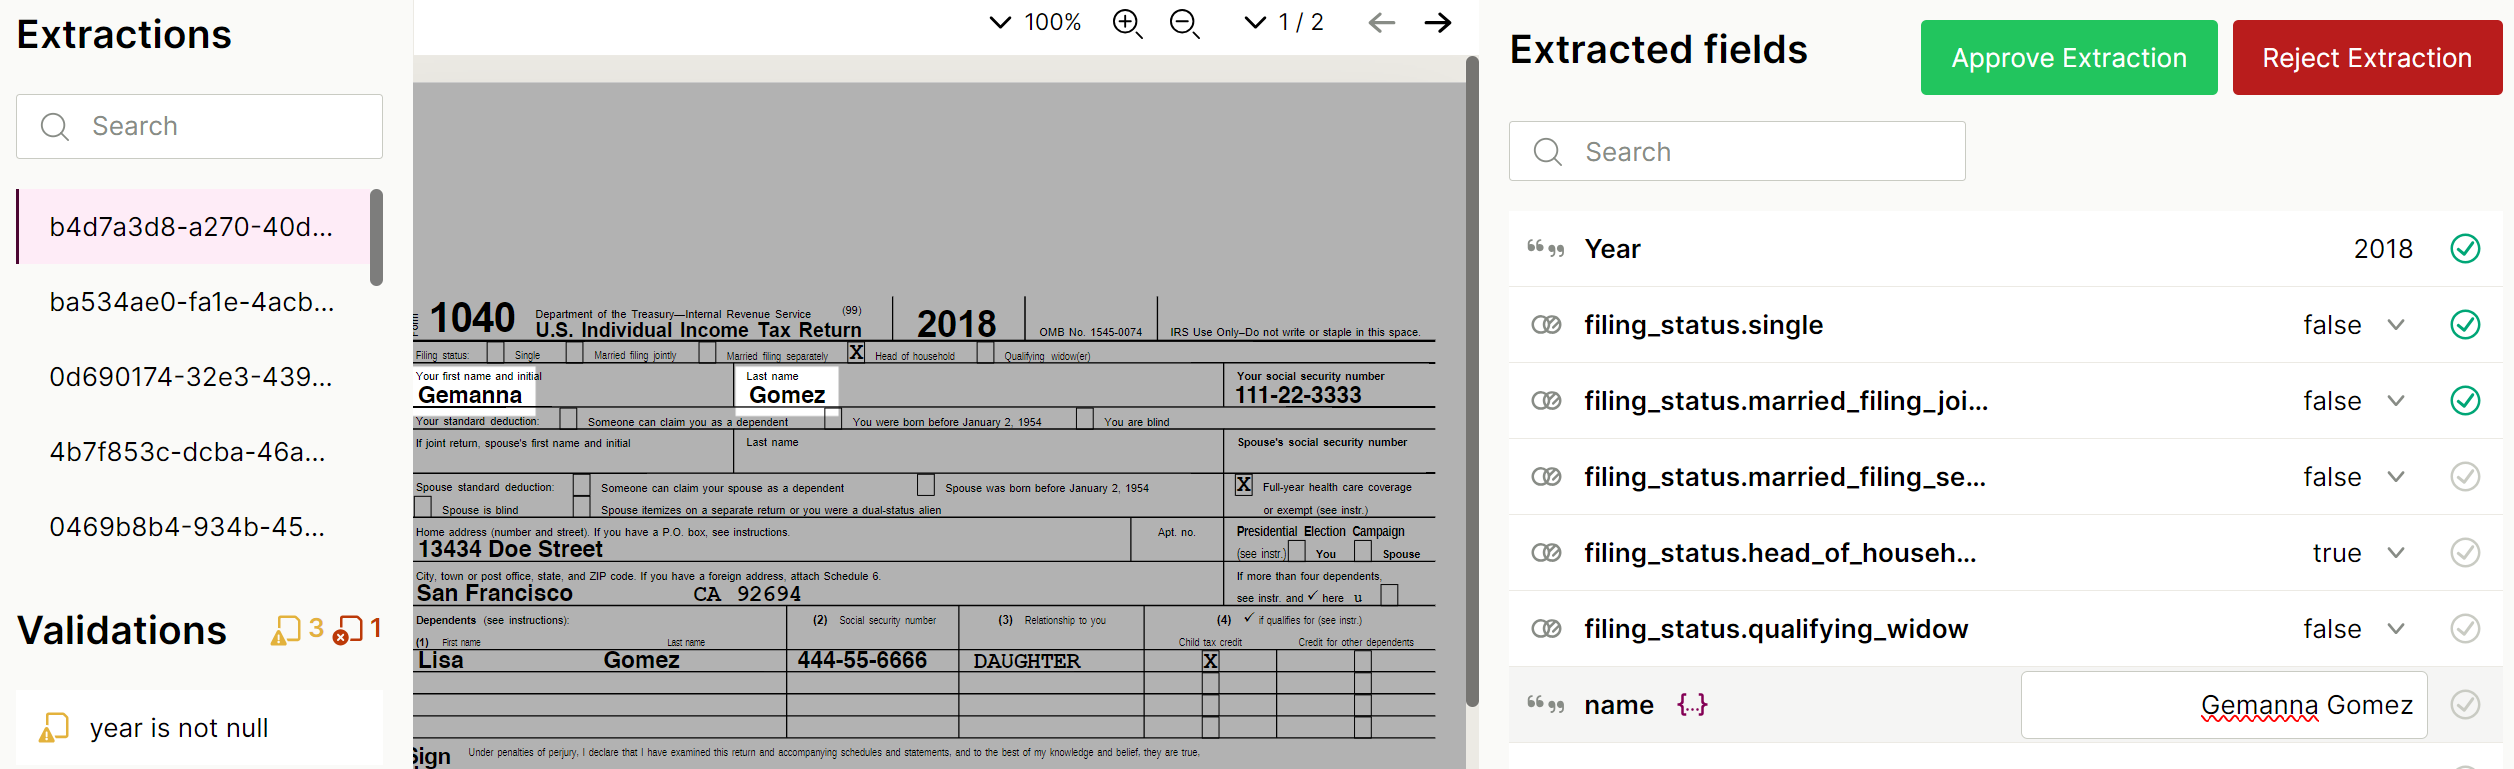 Extractions
Search
b4d7a3d8-a270-40d...
ba534ae0-fa1e-4acb...
0d690174-32e3-439...
4b7f853c-dcba-46a...
0469b8b4-934b-45...
Validations 3 1
year is not null
100% 1 / 2
1040 Department of the Treasury—Internal Revenue Service (99)
U.S. Individual Income Tax Return 2018 OMB No. 1545-0074 IRS Use Only–Do not write or staple in this space.
Filing status: Single Married filing jointly Married filing separately X Head of household Qualifying widow(er)
Your first name and initial Last name Your social security number
Gemanna Gomez 111-22-3333
Your standard deduction: Someone can claim you as a dependent You were born before January 2, 1954 You are blind
If joint return, spouse's first name and initial Last name Spouse's social security number
Spouse standard deduction: Someone can claim your spouse as a dependent Spouse was born before January 2, 1954 X Full-year health care coverage
Spouse is blind Spouse itemizes on a separate return or you were a dual-status alien or exempt (see instr.)
Home address (number and street). If you have a P.O. box, see instructions. Apt. no. Presidential Election Campaign
13434 Doe Street (see instr.) You Spouse
City, town or post office, state, and ZIP code. If you have a foreign address, attach Schedule 6. If more than four dependents,
San Francisco CA 92694 see instr. and ✓ here u
Dependents (see instructions): (2) Social security number (3) Relationship to you (4) ✓ if qualifies for (see instr.)
(1) First name Last name Child tax credit Credit for other dependents
Lisa Gomez 444-55-6666 DAUGHTER X
Sign Under penalties of perjury, I declare that I have examined this return and accompanying schedules and statements, and to the best of my knowledge and belief, they are true,
Extracted fields
Approve Extraction
Reject Extraction
Search
Year 2018
filing_status.single false
filing_status.married_filing_joi... false
filing_status.married_filing_se... false
filing_status.head_of_househ... true
filing_status.qualifying_widow false
name {...} Gemanna Gomez